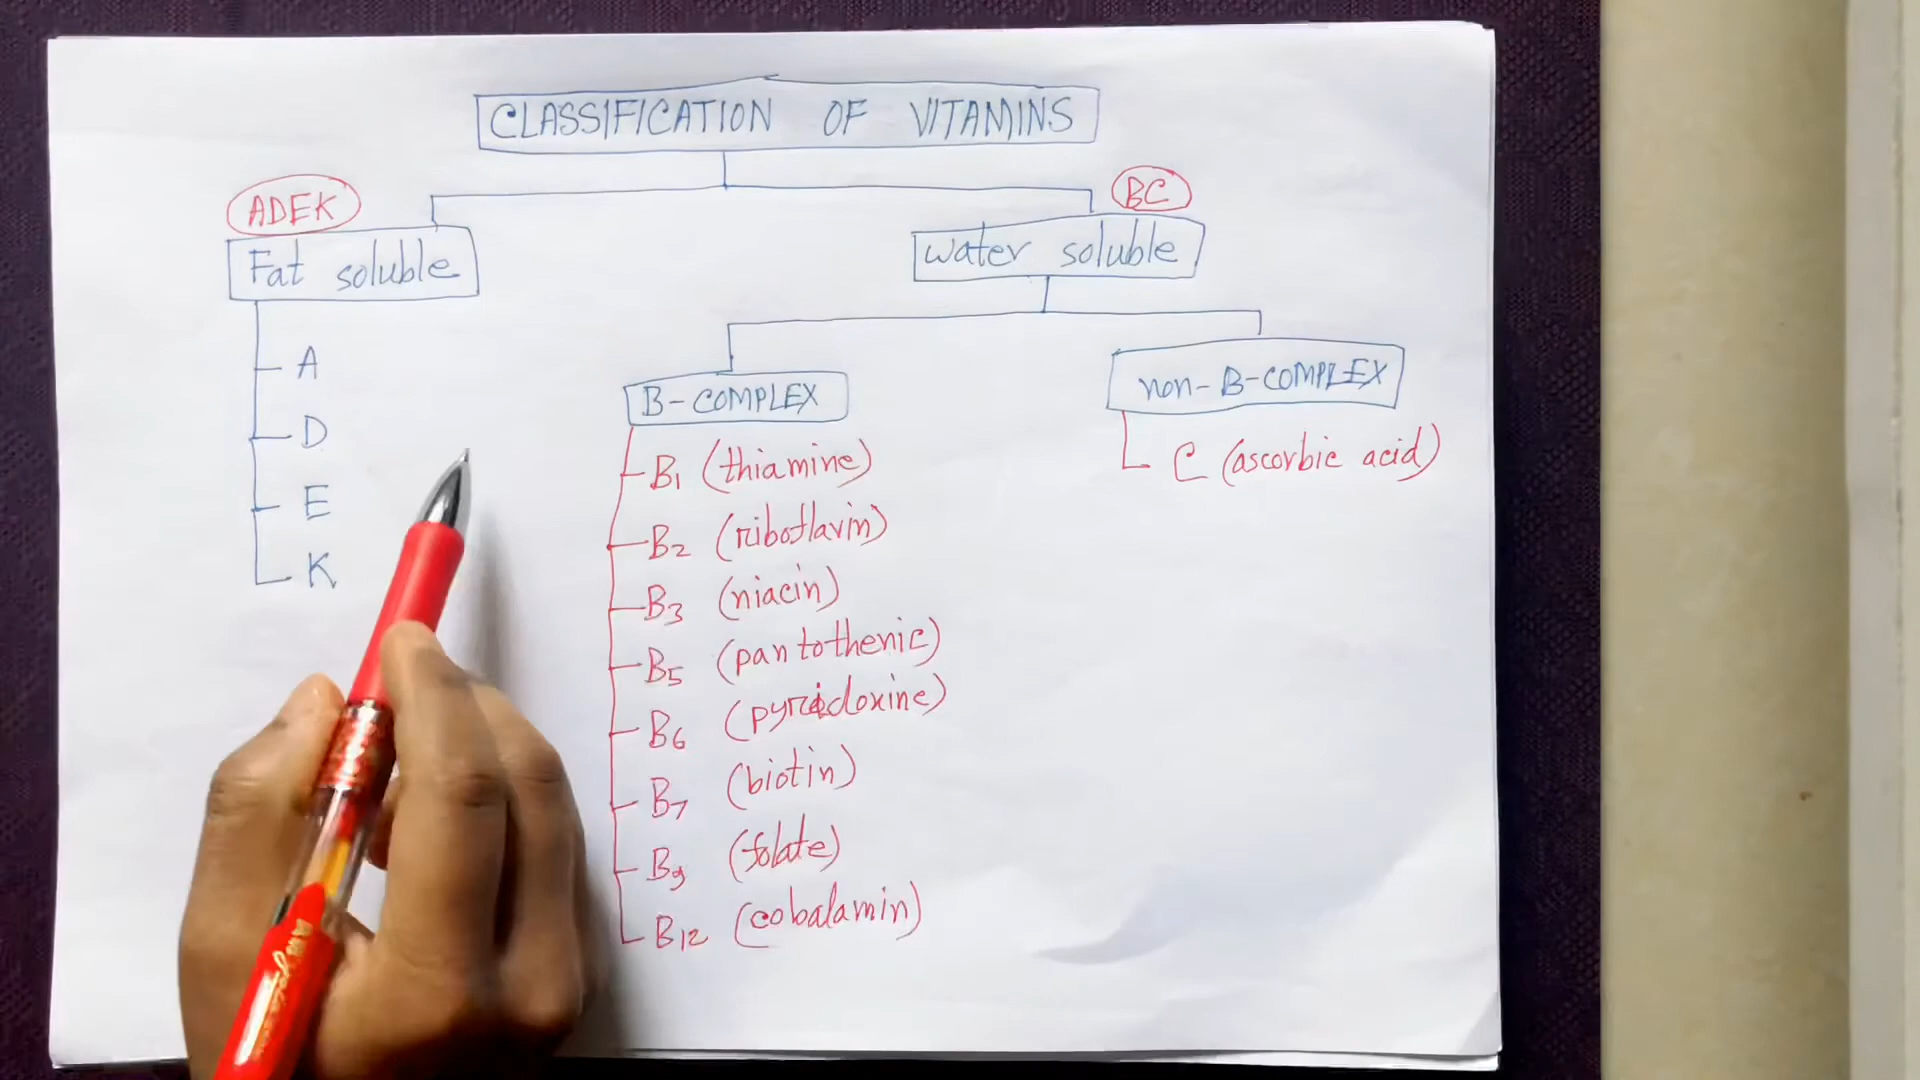 CLASSIFICATION OF VITAMINS
ADEK
BC
Fat soluble
water soluble
A
D
E
K
B-COMPLEX
non-B-COMPLEX
B1 (thiamine)
B2 (riboflavin)
B3 (niacin)
B5 (pantothenic)
B6 (pyridoxine)
B7 (biotin)
B9 (folate)
B12 (cobalamin)
C (ascorbic acid)